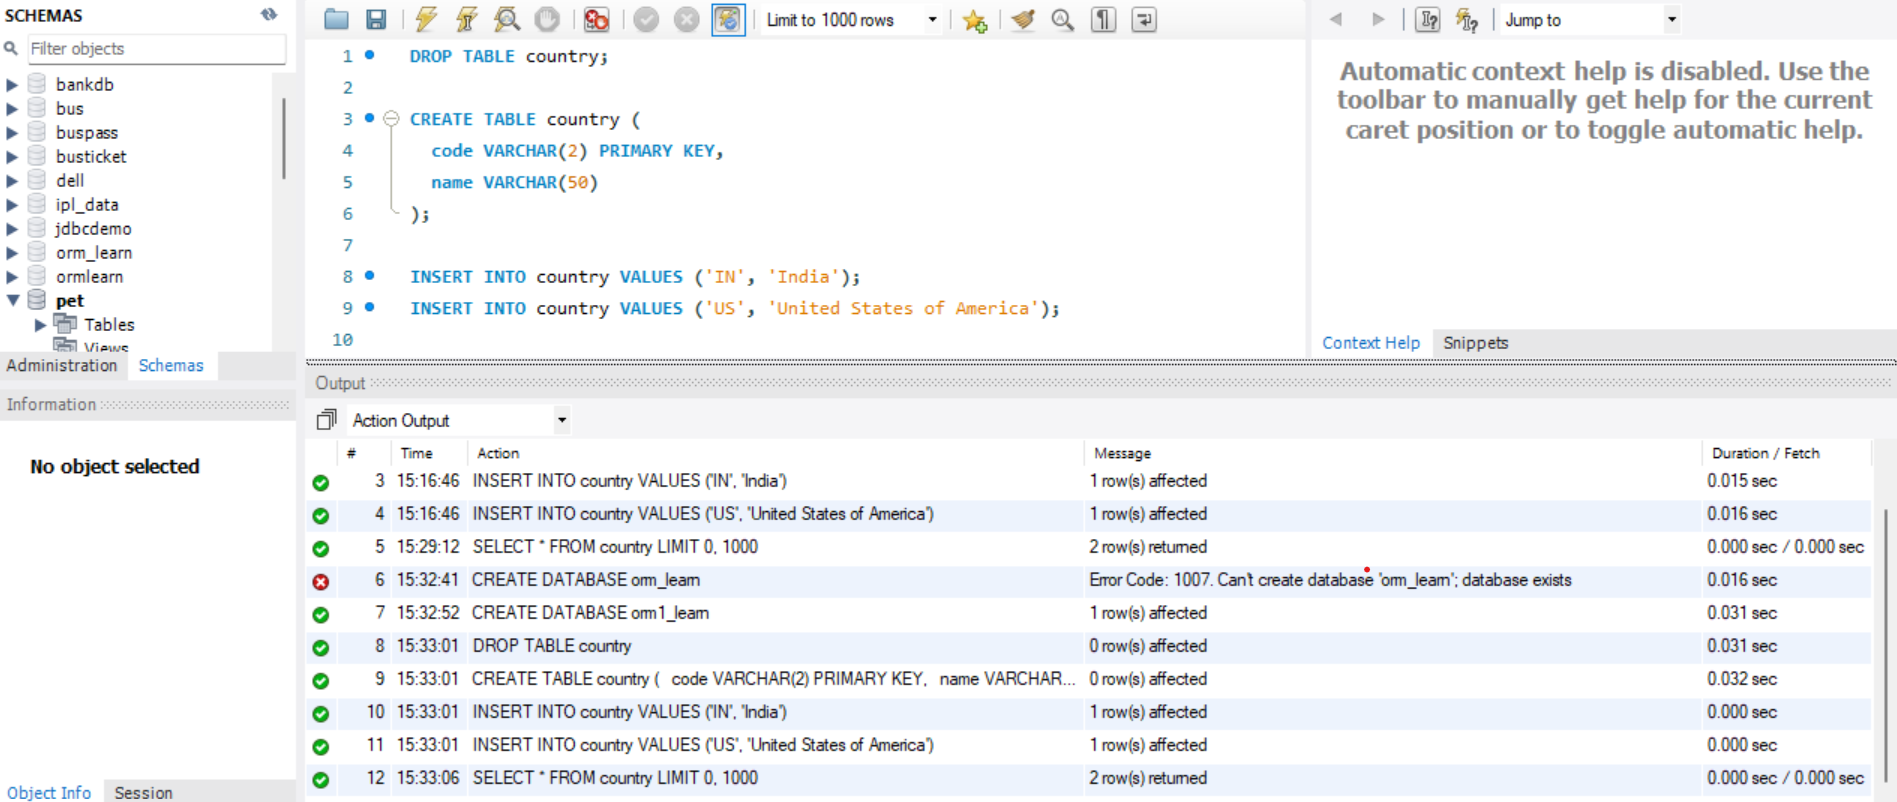 SCHEMAS
Filter objects
bankdb
bus
buspass
busticket
dell
ipl_data
jdbcdemo
orm_learn
ormlearn
pet
Tables
Views
Administration Schemas
Information
No object selected
Object Info Session
Limit to 1000 rows
1 DROP TABLE country;
2
3 CREATE TABLE country (
4 code VARCHAR(2) PRIMARY KEY,
5 name VARCHAR(50)
6 );
7
8 INSERT INTO country VALUES ('IN', 'India');
9 INSERT INTO country VALUES ('US', 'United States of America');
10
Jump to
Automatic context help is disabled. Use the
toolbar to manually get help for the current
caret position or to toggle automatic help.
Context Help Snippets
Output
Action Output
# Time Action Message Duration / Fetch
3 15:16:46 INSERT INTO country VALUES ('IN', 'India') 1 row(s) affected 0.015 sec
4 15:16:46 INSERT INTO country VALUES ('US', 'United States of America') 1 row(s) affected 0.016 sec
5 15:29:12 SELECT * FROM country LIMIT 0, 1000 2 row(s) returned 0.000 sec / 0.000 sec
6 15:32:41 CREATE DATABASE orm_learn Error Code: 1007. Can't create database 'orm_learn'; database exists 0.016 sec
7 15:32:52 CREATE DATABASE orm1_learn 1 row(s) affected 0.031 sec
8 15:33:01 DROP TABLE country 0 row(s) affected 0.031 sec
9 15:33:01 CREATE TABLE country ( code VARCHAR(2) PRIMARY KEY, name VARCHAR... 0 row(s) affected 0.032 sec
10 15:33:01 INSERT INTO country VALUES ('IN', 'India') 1 row(s) affected 0.000 sec
11 15:33:01 INSERT INTO country VALUES ('US', 'United States of America') 1 row(s) affected 0.000 sec
12 15:33:06 SELECT * FROM country LIMIT 0, 1000 2 row(s) returned 0.000 sec / 0.000 sec